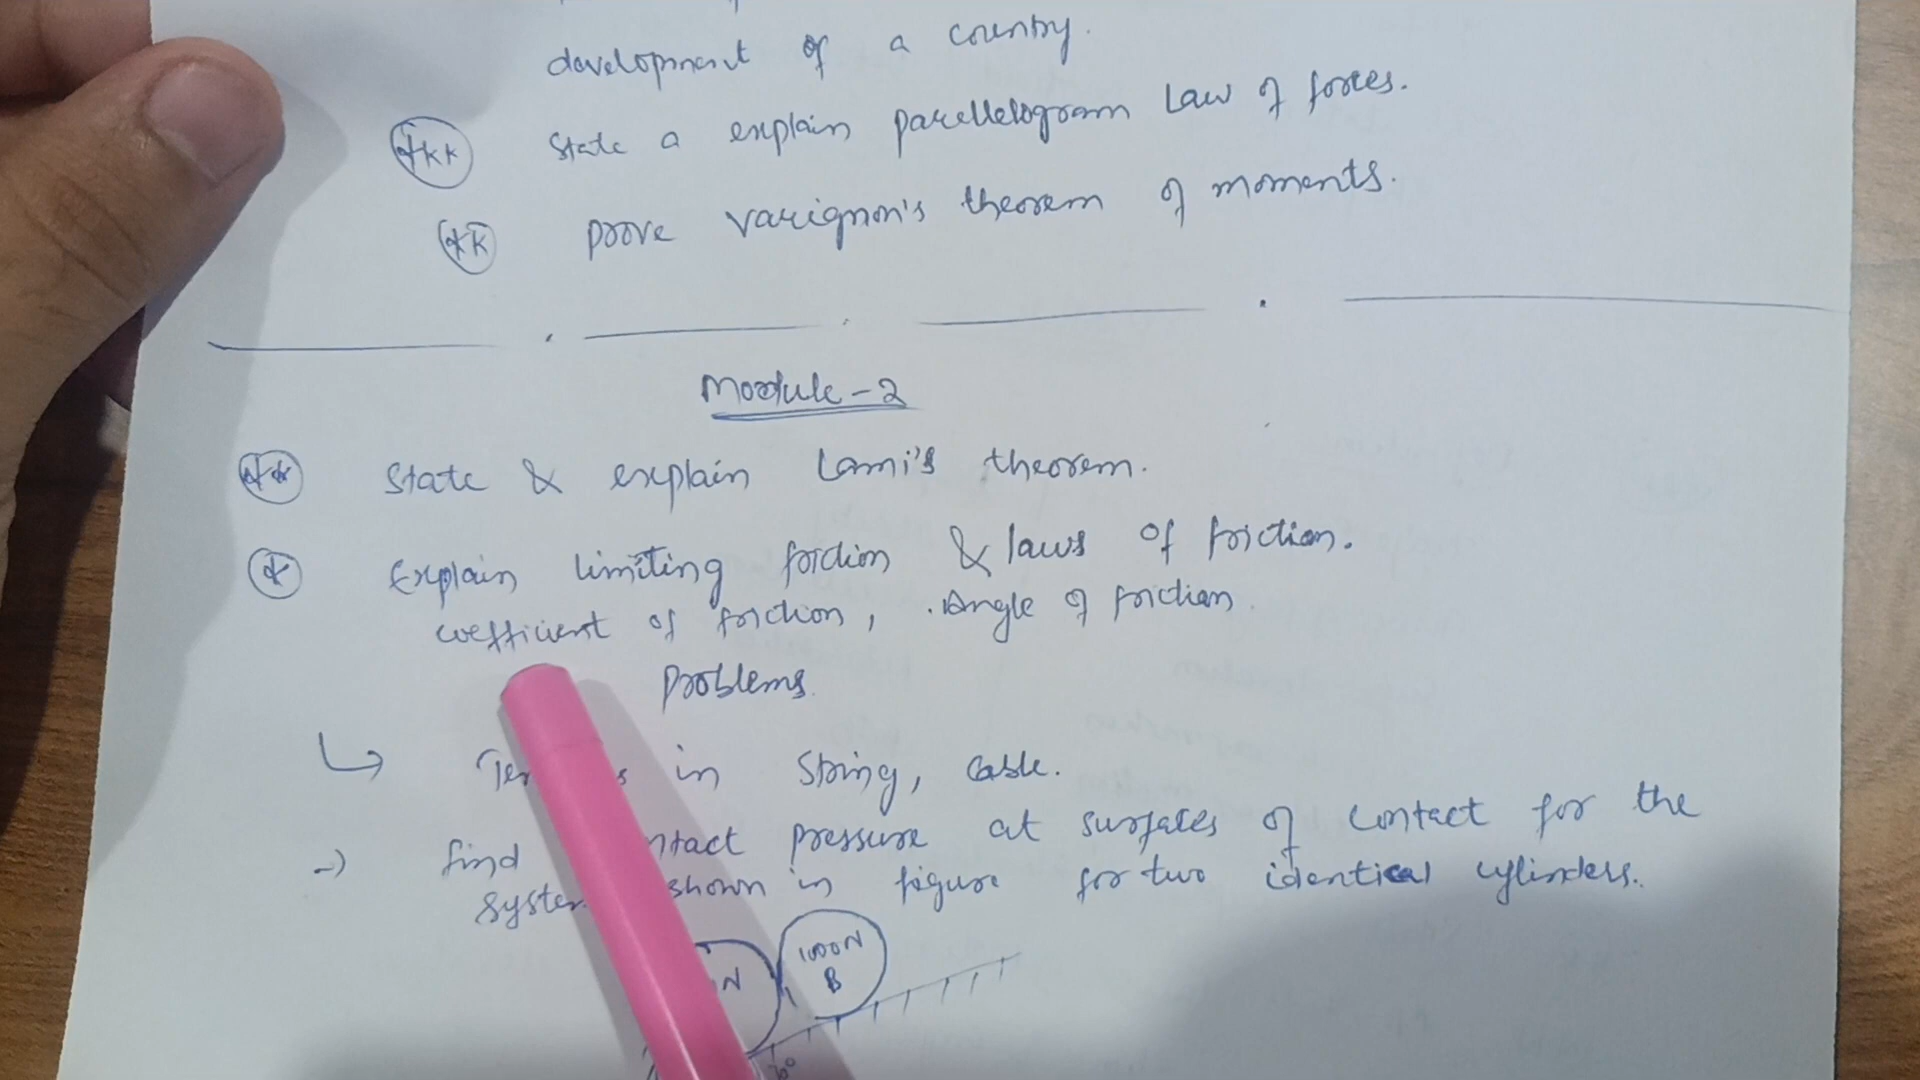 development of a country.
State a explain parellelogram Law of forces.
prove varignon's theorem of moments.
Module-2
State & explain Lami's theorem.
Explain limiting friction & laws of friction.
coefficient of friction, Angle of friction
Problems.
in String, Cable.
→ find pressure at surfaces of contact for the
shown in figure for two identical cylinders.
1000N
B
N